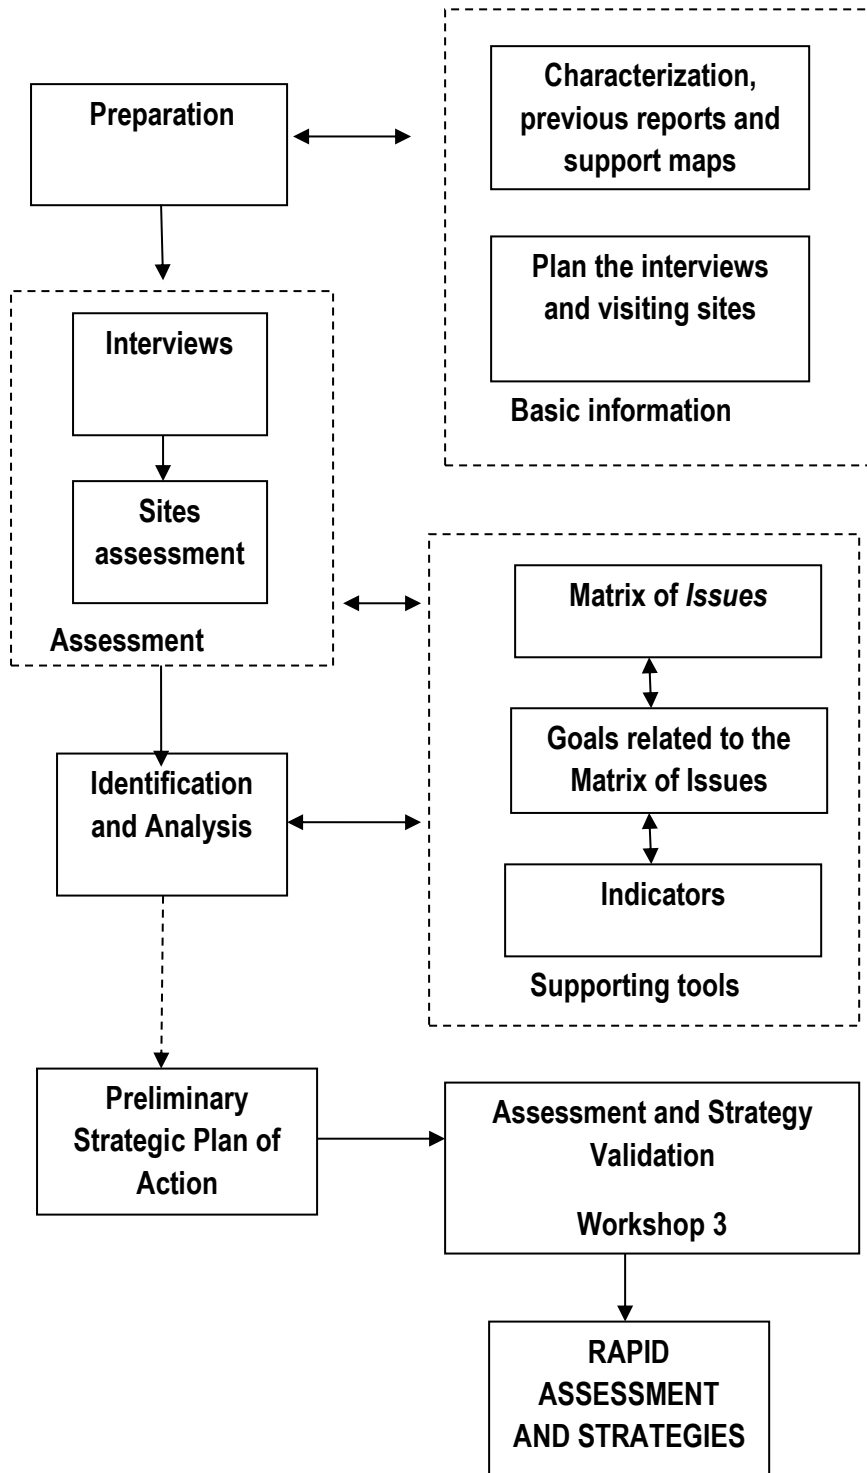 Preparation
Characterization,
previous reports and
support maps
Plan the interviews
and visiting sites
Basic information
Interviews
Sites
assessment
Assessment
Matrix of Issues
Goals related to the
Matrix of Issues
Indicators
Supporting tools
Identification
and Analysis
Preliminary
Strategic Plan of
Action
Assessment and Strategy
Validation
Workshop 3
RAPID
ASSESSMENT
AND STRATEGIES